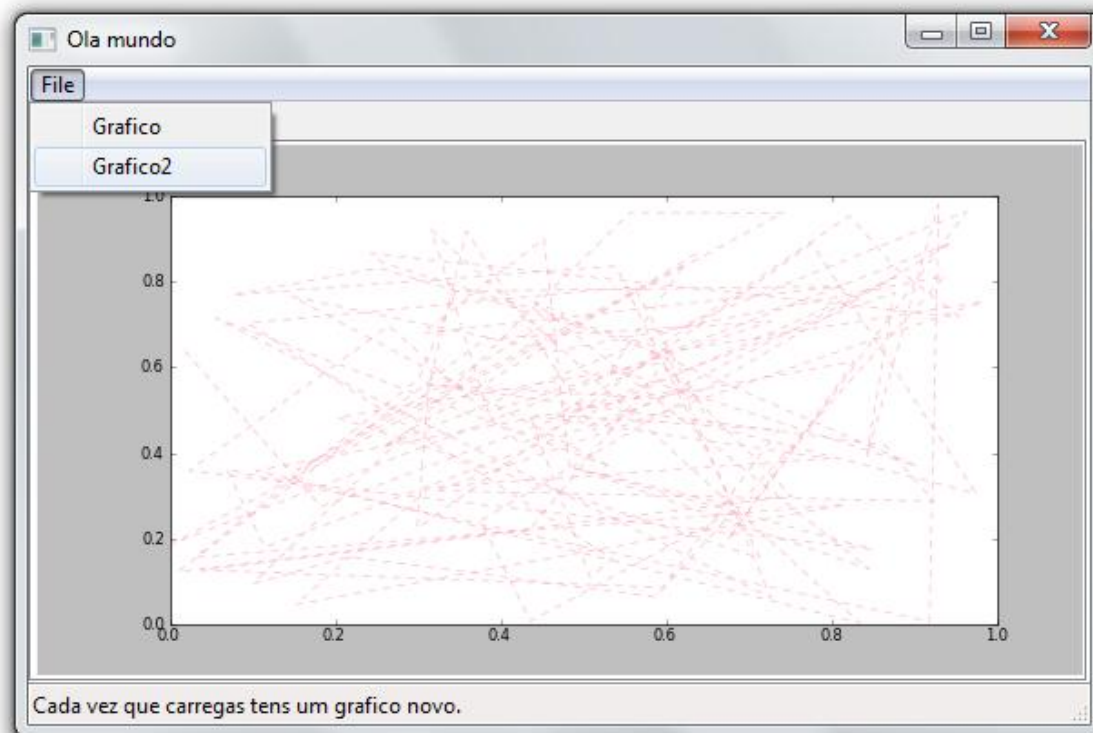 Ola mundo
File
Grafico
Grafico2
1.0
0.8
0.6
0.4
0.2
0.0
0.0 0.2 0.4 0.6 0.8 1.0
Cada vez que carregas tens um grafico novo.